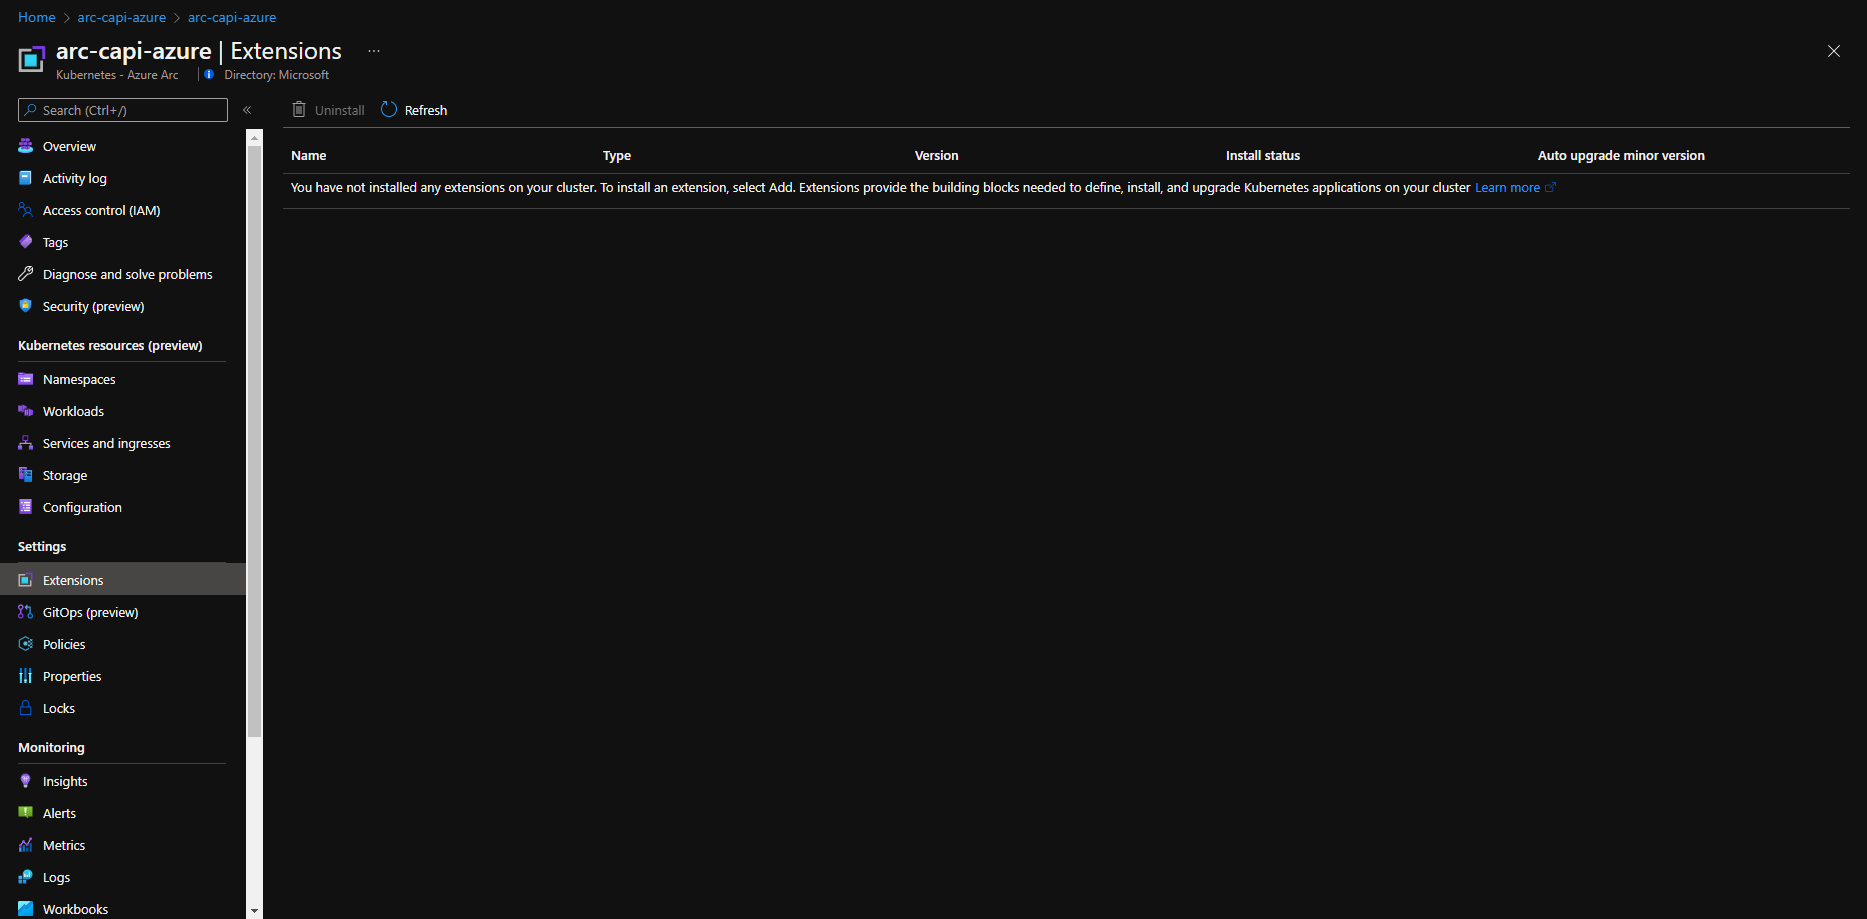 Home > arc-capi-azure > arc-capi-azure
arc-capi-azure | Extensions ...
Kubernetes - Azure Arc | Directory: Microsoft
Search (Ctrl+/)
«
Uninstall
Refresh
Overview
Activity log
Access control (IAM)
Tags
Diagnose and solve problems
Security (preview)
Kubernetes resources (preview)
Namespaces
Workloads
Services and ingresses
Storage
Configuration
Settings
Extensions
GitOps (preview)
Policies
Properties
Locks
Monitoring
Insights
Alerts
Metrics
Logs
Workbooks
Name Type Version Install status Auto upgrade minor version
You have not installed any extensions on your cluster. To install an extension, select Add. Extensions provide the building blocks needed to define, install, and upgrade Kubernetes applications on your cluster Learn more